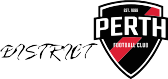 DISTRICT
EST. 1899
PERTH
FOOTBALL CLUB